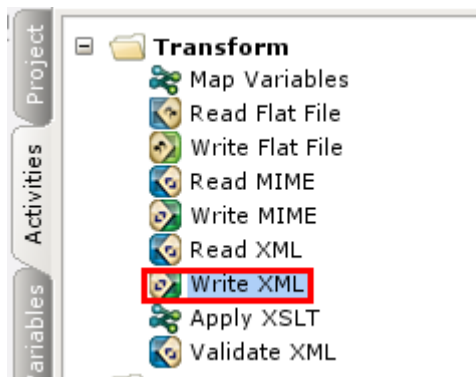 Project
Activities
Transform
Map Variables
Read Flat File
Write Flat File
Read MIME
Write MIME
Read XML
Write XML
Apply XSLT
Validate XML